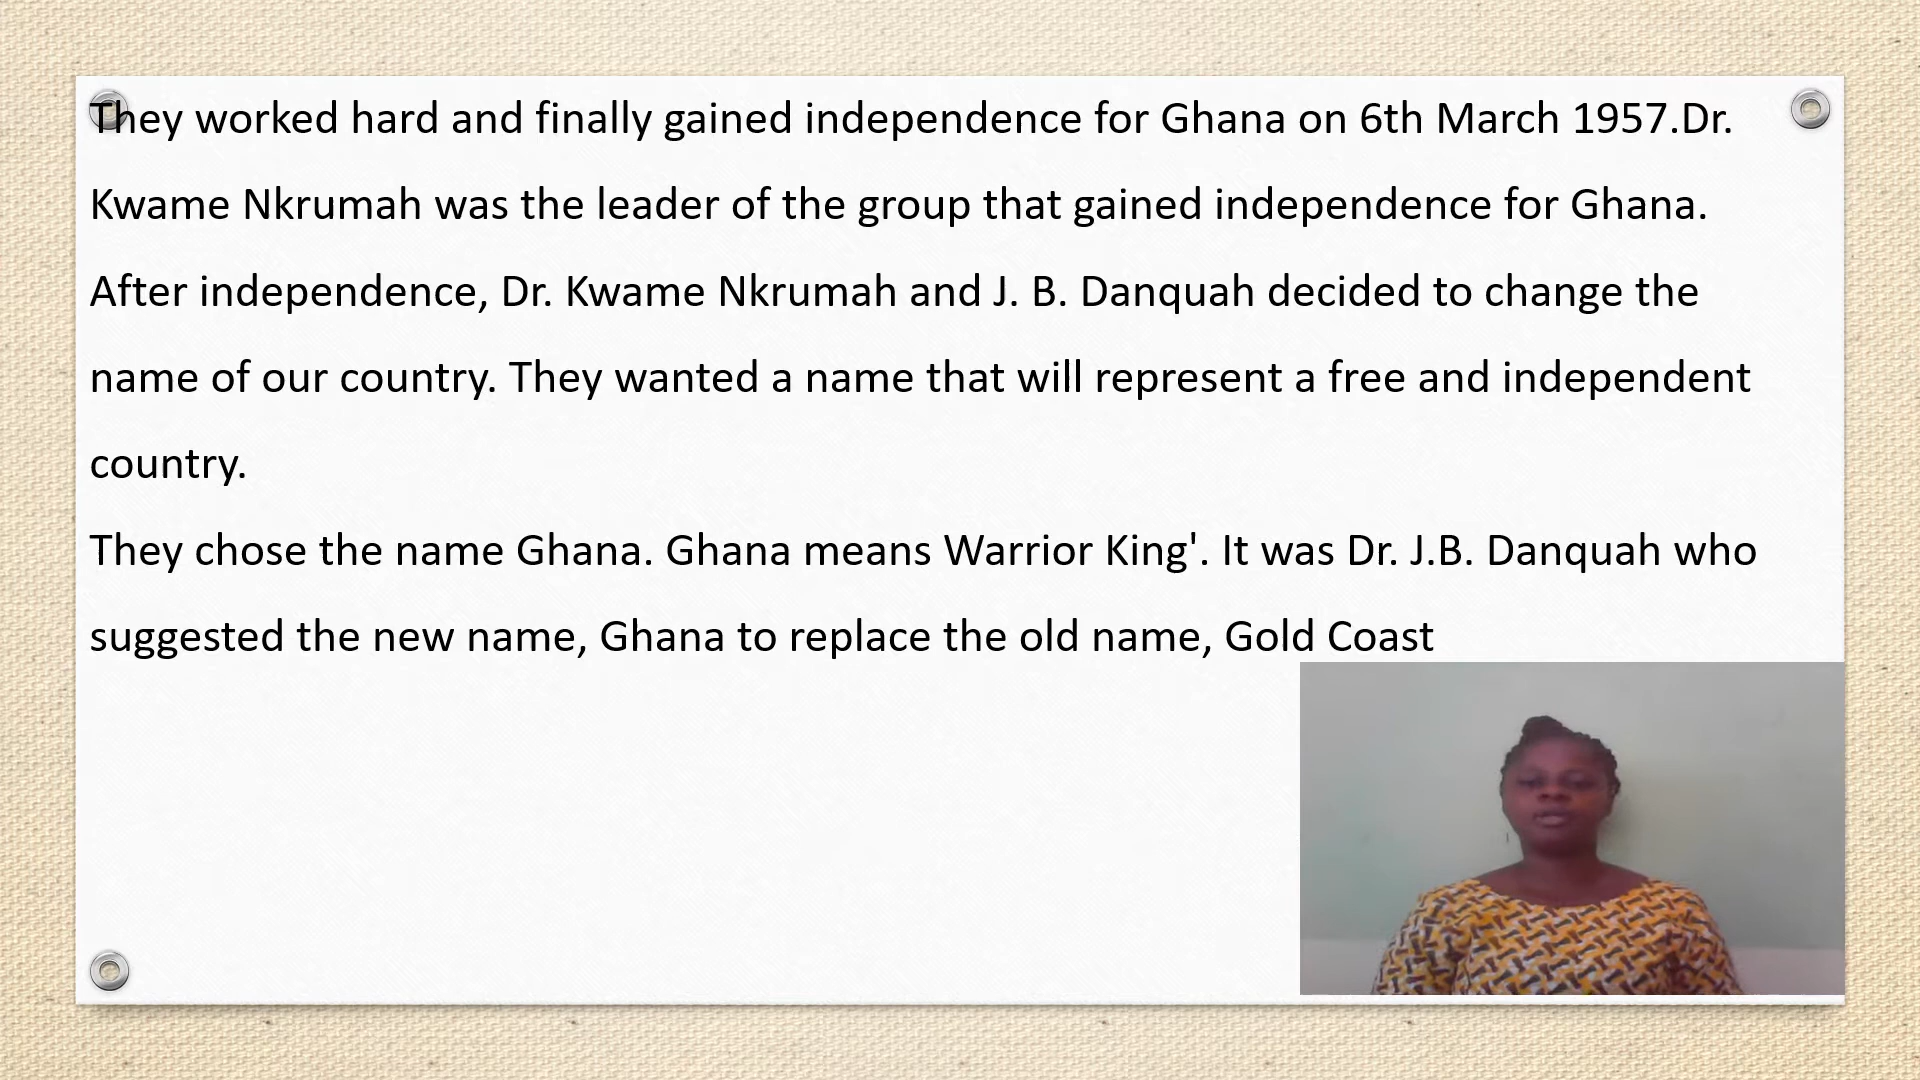 They worked hard and finally gained independence for Ghana on 6th March 1957.Dr.
Kwame Nkrumah was the leader of the group that gained independence for Ghana.
After independence, Dr. Kwame Nkrumah and J. B. Danquah decided to change the
name of our country. They wanted a name that will represent a free and independent
country.
They chose the name Ghana. Ghana means Warrior King'. It was Dr. J.B. Danquah who
suggested the new name, Ghana to replace the old name, Gold Coast